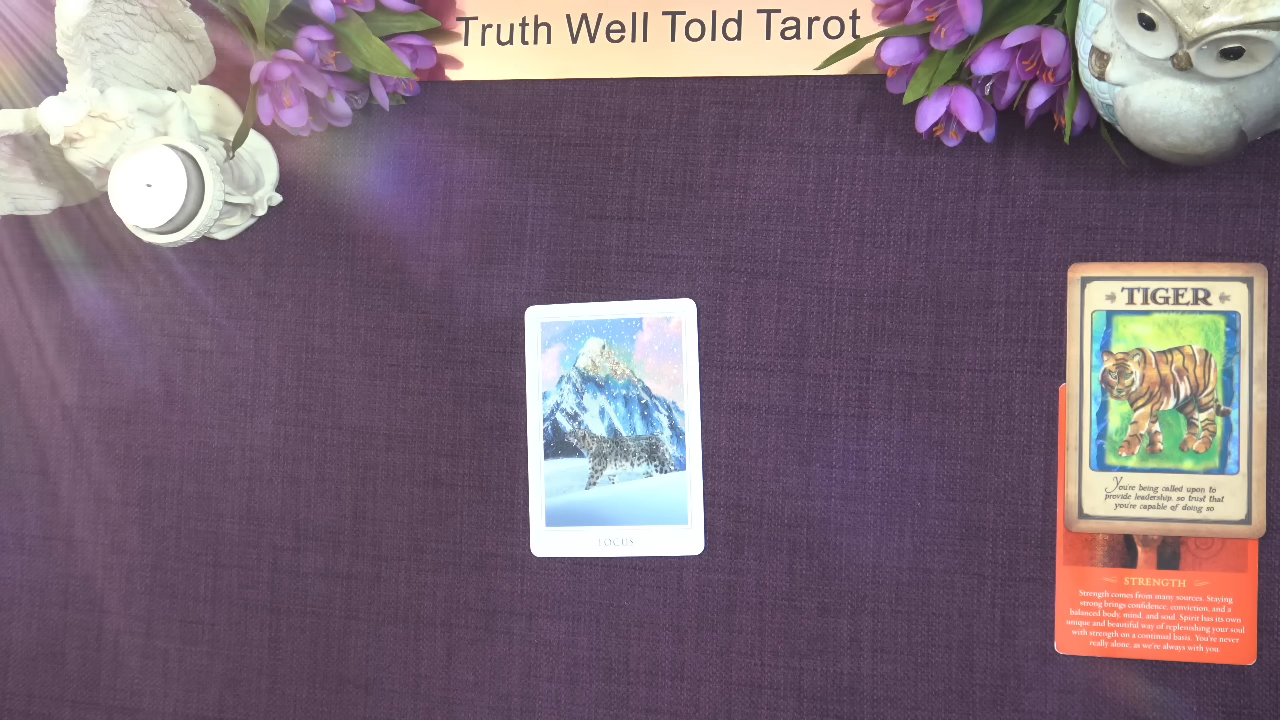 Truth Well Told Tarot
FOCUS
TIGER
You're being called upon to
provide leadership, so trust that
you're capable of doing so
STRENGTH
Strength comes from many sources. Staying
strong brings confidence, conviction, and a
balanced body, mind, and soul. Spirit has its own
unique and beautiful way of replenishing your soul
with strength on a continual basis. You're never
really alone, as we're always with you.